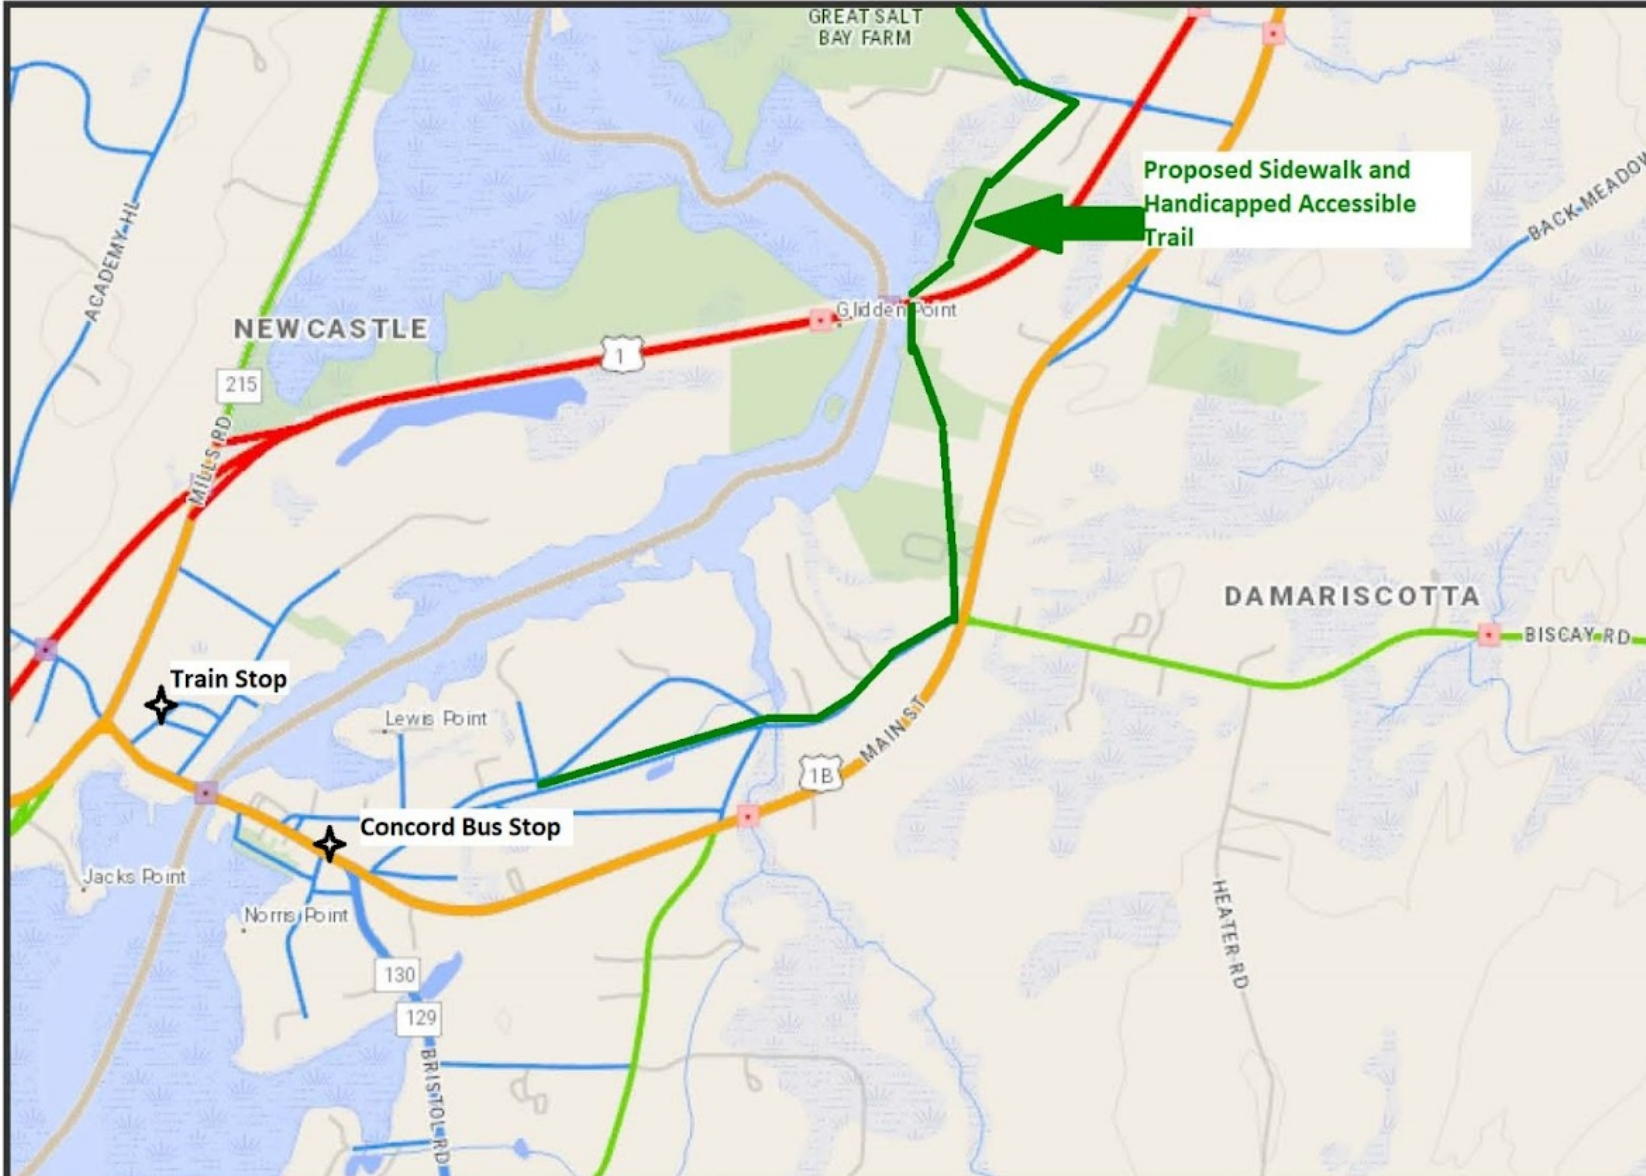 GREAT SALT
BAY FARM
Proposed Sidewalk and
Handicapped Accessible
Trail
BACK MEADOW
ACADEMY HL
Glidden Point
NEWCASTLE
1
215
MILLS RD
DAMARISCOTTA
BISCAY RD
Train Stop
Lewis Point
MAIN ST
1B
Concord Bus Stop
Jacks Point
Norris Point
HEATER RD
130
129
BRISTOL RD